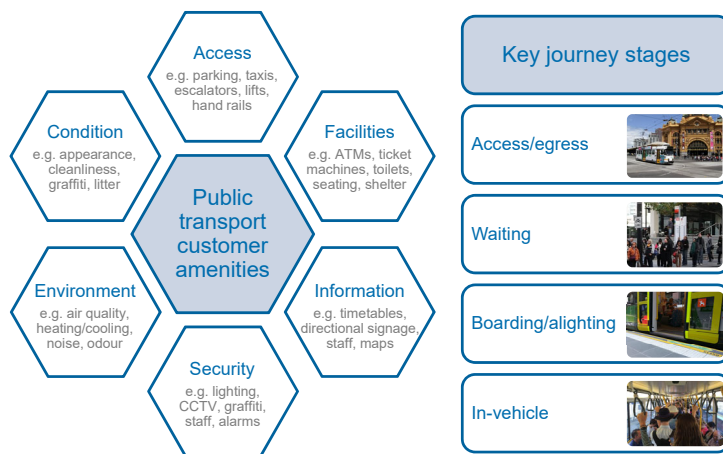 Access
e.g. parking, taxis,
escalators, lifts,
hand rails
Condition
e.g. appearance,
cleanliness,
graffiti, litter
Facilities
e.g. ATMs, ticket
machines, toilets,
seating, shelter
Public
transport
customer
amenities
Environment
e.g. air quality,
heating/cooling,
noise, odour
Information
e.g. timetables,
directional signage,
staff, maps
Security
e.g. lighting,
CCTV, graffiti,
staff, alarms
Key journey stages
Access/egress
Waiting
Boarding/alighting
In-vehicle